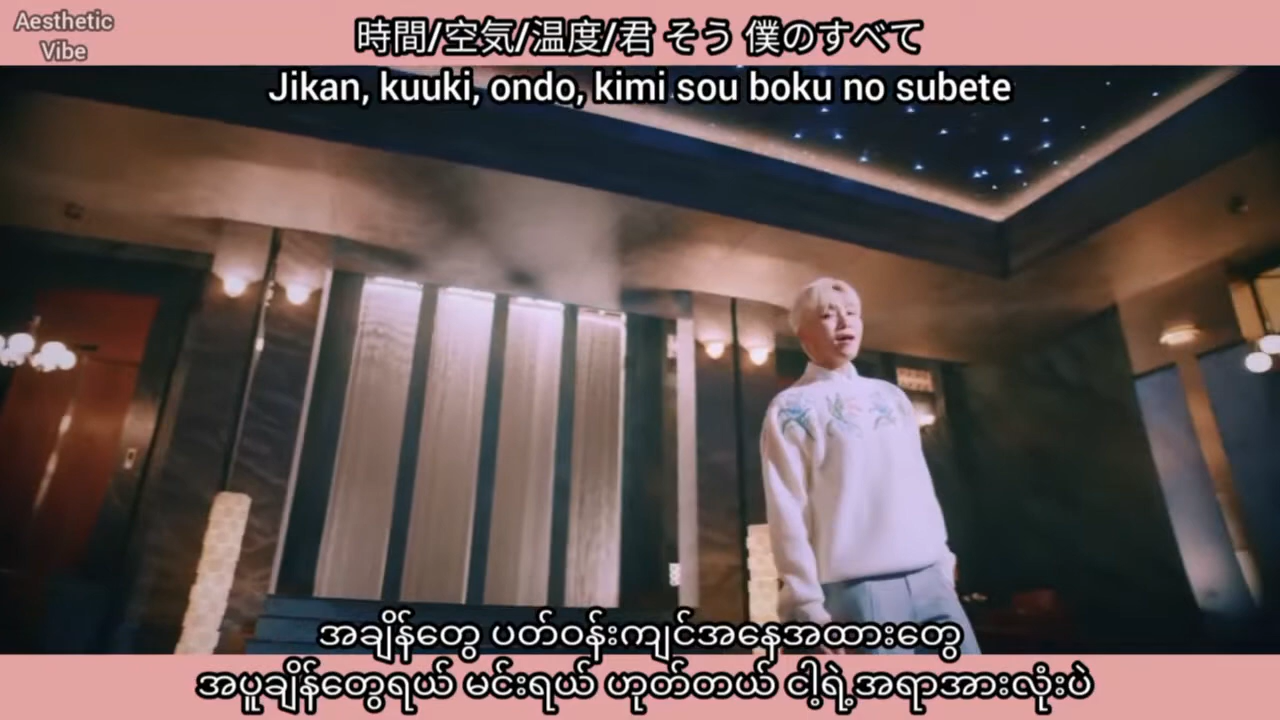 Aesthetic
Vibe
時間/空気/温度/君 そう 僕のすべて
Jikan, kuuki, ondo, kimi sou boku no subete
အချိန်တွေ ပတ်ဝန်းကျင်အနေအထားတွေ
အပူချိန်တွေရယ် မင်းရယ် ဟုတ်တယ် ငါ့ရဲ့အရာအားလုံးပဲ